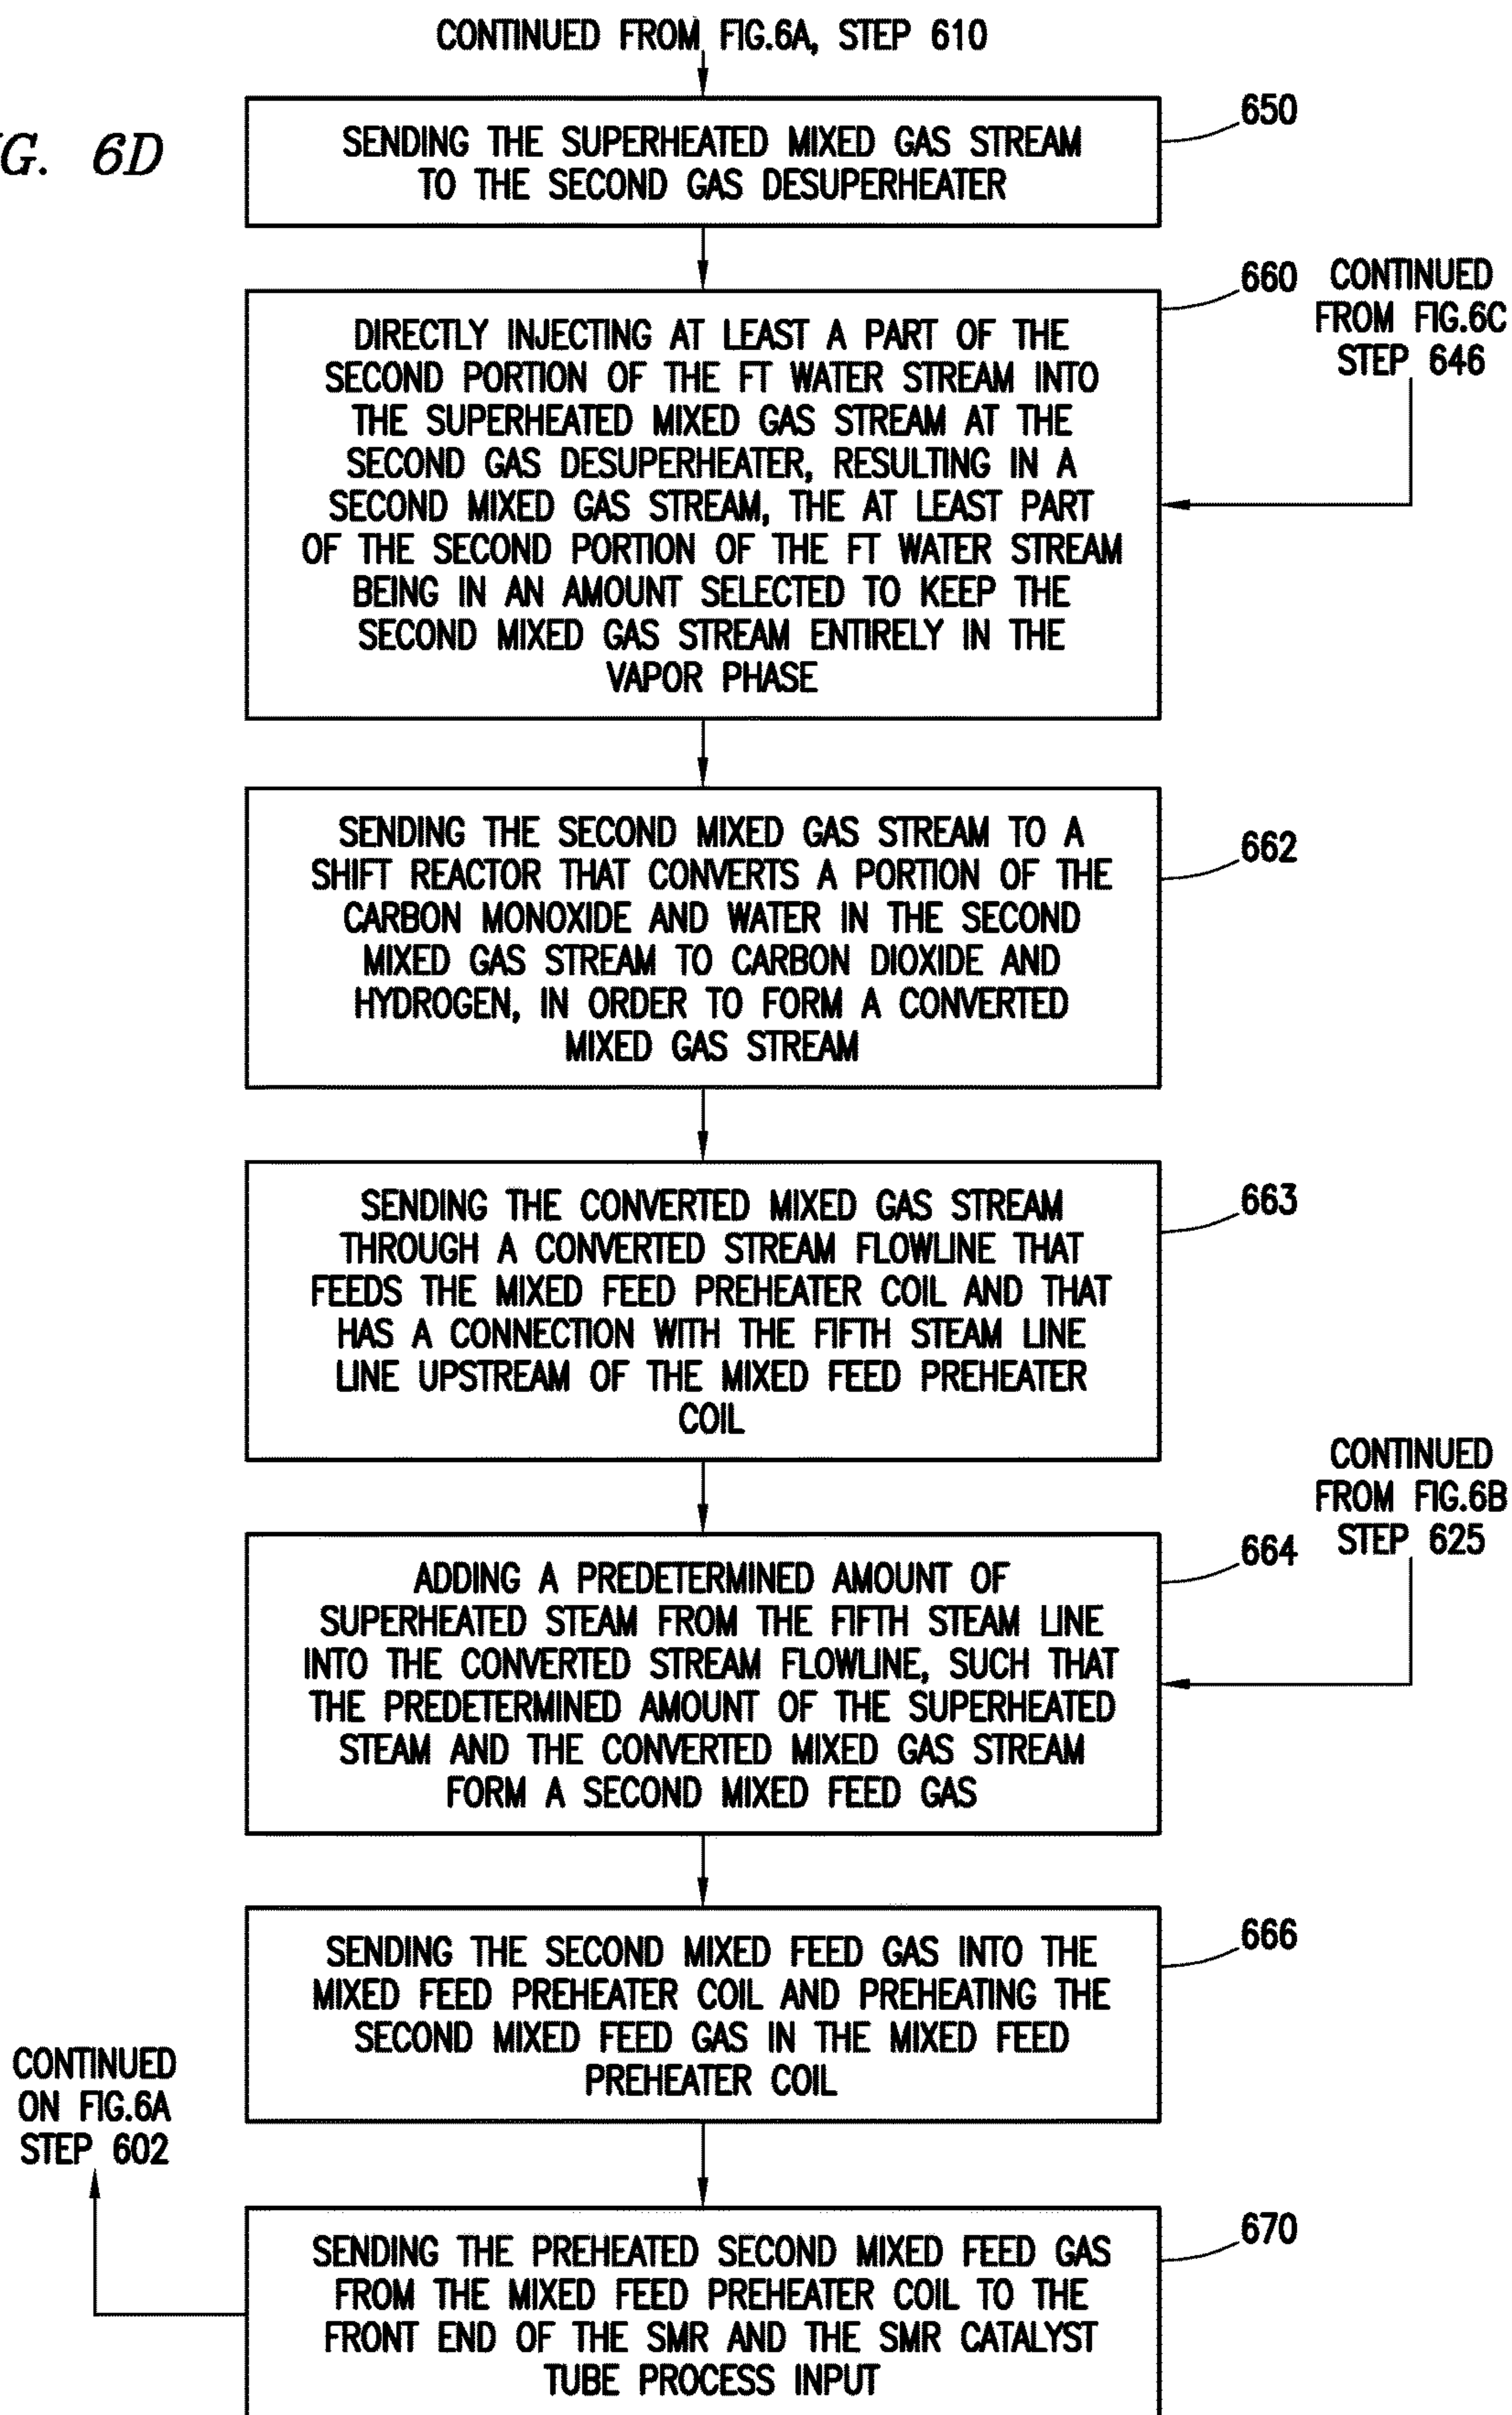 CONTINUED FROM FIG.6A, STEP 610
G. 6D
650
SENDING THE SUPERHEATED MIXED GAS STREAM
TO THE SECOND GAS DESUPERHEATER
660
CONTINUED
FROM FIG.6C
STEP 646
DIRECTLY INJECTING AT LEAST A PART OF THE
SECOND PORTION OF THE FT WATER STREAM INTO
THE SUPERHEATED MIXED GAS STREAM AT THE
SECOND GAS DESUPERHEATER, RESULTING IN A
SECOND MIXED GAS STREAM, THE AT LEAST PART
OF THE SECOND PORTION OF THE FT WATER STREAM
BEING IN AN AMOUNT SELECTED TO KEEP THE
SECOND MIXED GAS STREAM ENTIRELY IN THE
VAPOR PHASE
662
SENDING THE SECOND MIXED GAS STREAM TO A
SHIFT REACTOR THAT CONVERTS A PORTION OF THE
CARBON MONOXIDE AND WATER IN THE SECOND
MIXED GAS STREAM TO CARBON DIOXIDE AND
HYDROGEN, IN ORDER TO FORM A CONVERTED
MIXED GAS STREAM
663
SENDING THE CONVERTED MIXED GAS STREAM
THROUGH A CONVERTED STREAM FLOWLINE THAT
FEEDS THE MIXED FEED PREHEATER COIL AND THAT
HAS A CONNECTION WITH THE FIFTH STEAM LINE
LINE UPSTREAM OF THE MIXED FEED PREHEATER
COIL
664
CONTINUED
FROM FIG.6B
STEP 625
ADDING A PREDETERMINED AMOUNT OF
SUPERHEATED STEAM FROM THE FIFTH STEAM LINE
INTO THE CONVERTED STREAM FLOWLINE, SUCH THAT
THE PREDETERMINED AMOUNT OF THE SUPERHEATED
STEAM AND THE CONVERTED MIXED GAS STREAM
FORM A SECOND MIXED FEED GAS
666
SENDING THE SECOND MIXED FEED GAS INTO THE
MIXED FEED PREHEATER COIL AND PREHEATING THE
SECOND MIXED FEED GAS IN THE MIXED FEED
PREHEATER COIL
CONTINUED
ON FIG.6A
STEP 602
670
SENDING THE PREHEATED SECOND MIXED FEED GAS
FROM THE MIXED FEED PREHEATER COIL TO THE
FRONT END OF THE SMR AND THE SMR CATALYST
TUBE PROCESS INPUT